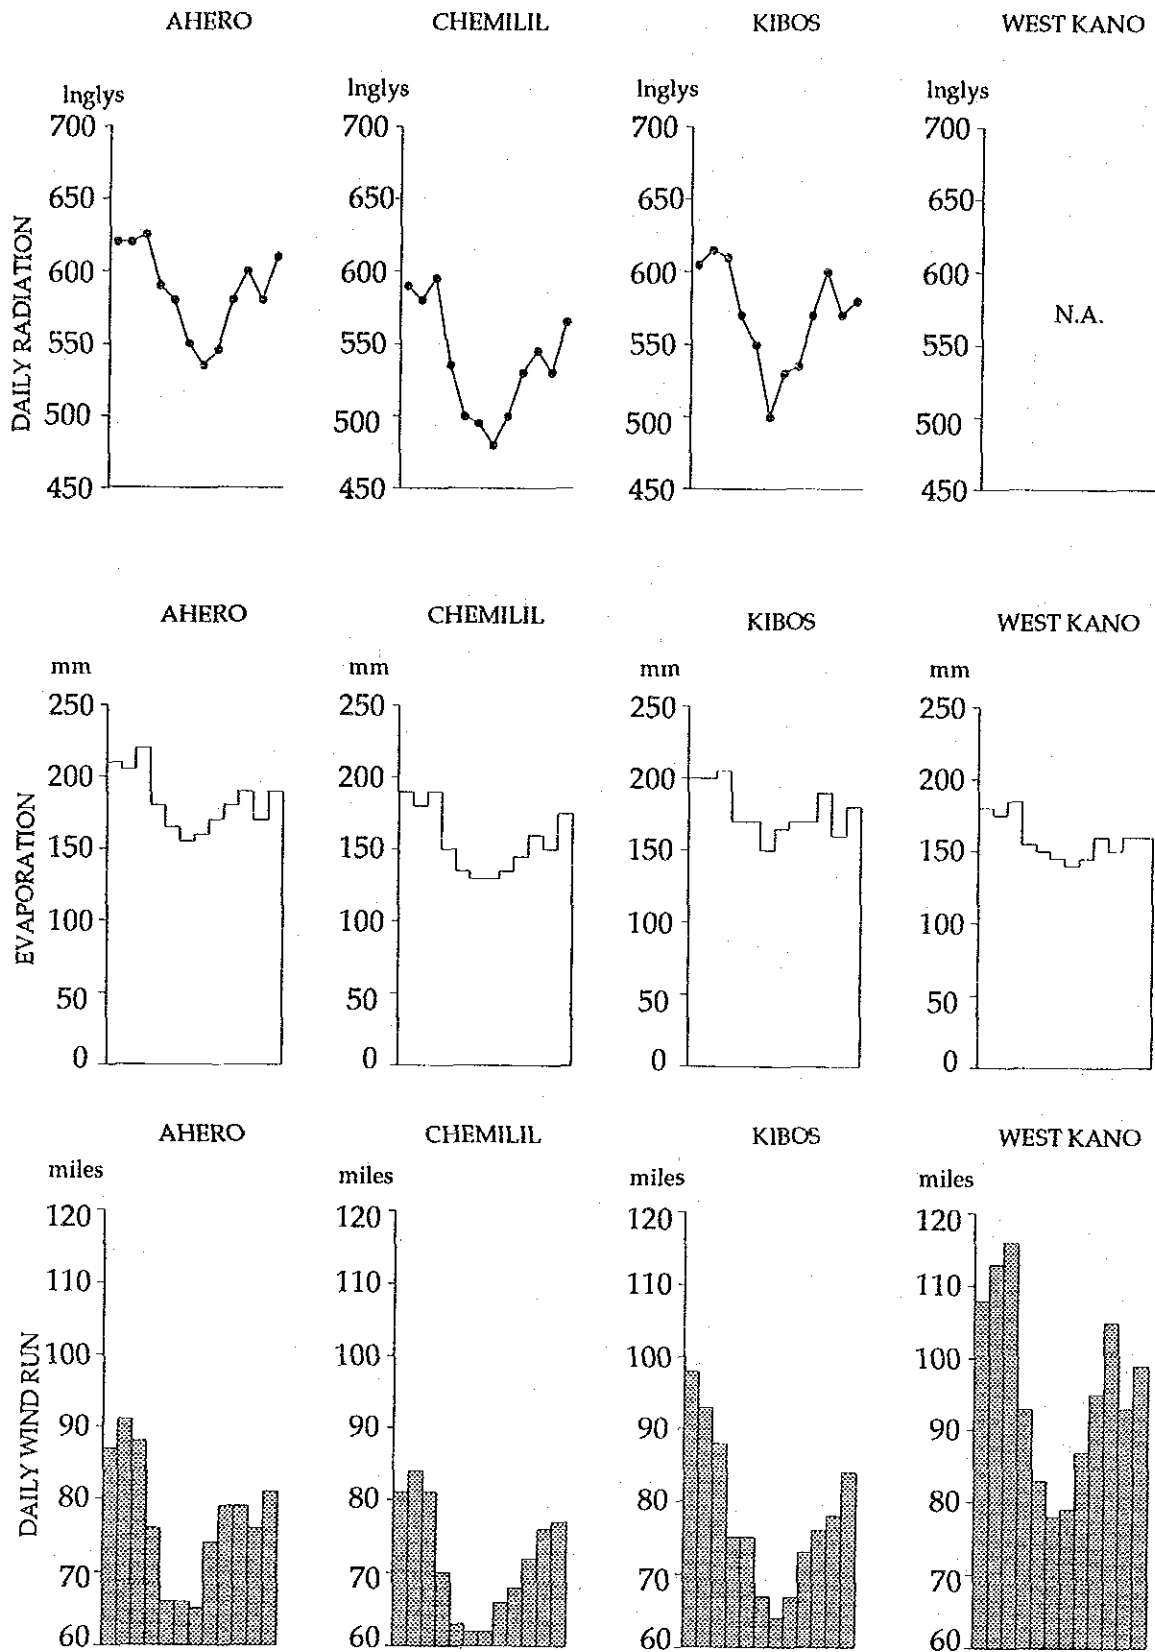 AHERO CHEMILIL KIBOS WEST KANO
lnglys lnglys lnglys lnglys
DAILY RADIATION
700 700 700 700
650 650 650 650
600 600 600 600
550 550 550 550
500 500 500 500
450 450 450 450
N.A.
AHERO CHEMILIL KIBOS WEST KANO
mm mm mm mm
EVAPORATION
250 250 250 250
200 200 200 200
150 150 150 150
100 100 100 100
50 50 50 50
0 0 0 0
AHERO CHEMILIL KIBOS WEST KANO
miles miles miles miles
DAILY WIND RUN
120 120 120 120
110 110 110 110
100 100 100 100
90 90 90 90
80 80 80 80
70 70 70 70
60 60 60 60